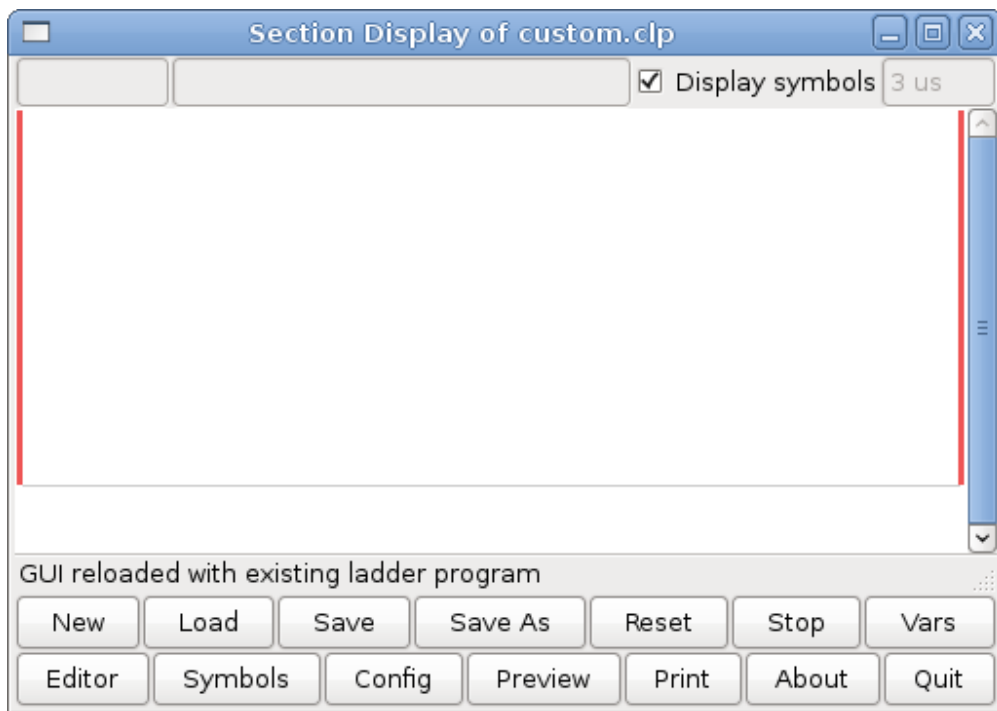 Section Display of custom.clp
Display symbols 3 us
GUI reloaded with existing ladder program
New Load Save Save As Reset Stop Vars
Editor Symbols Config Preview Print About Quit